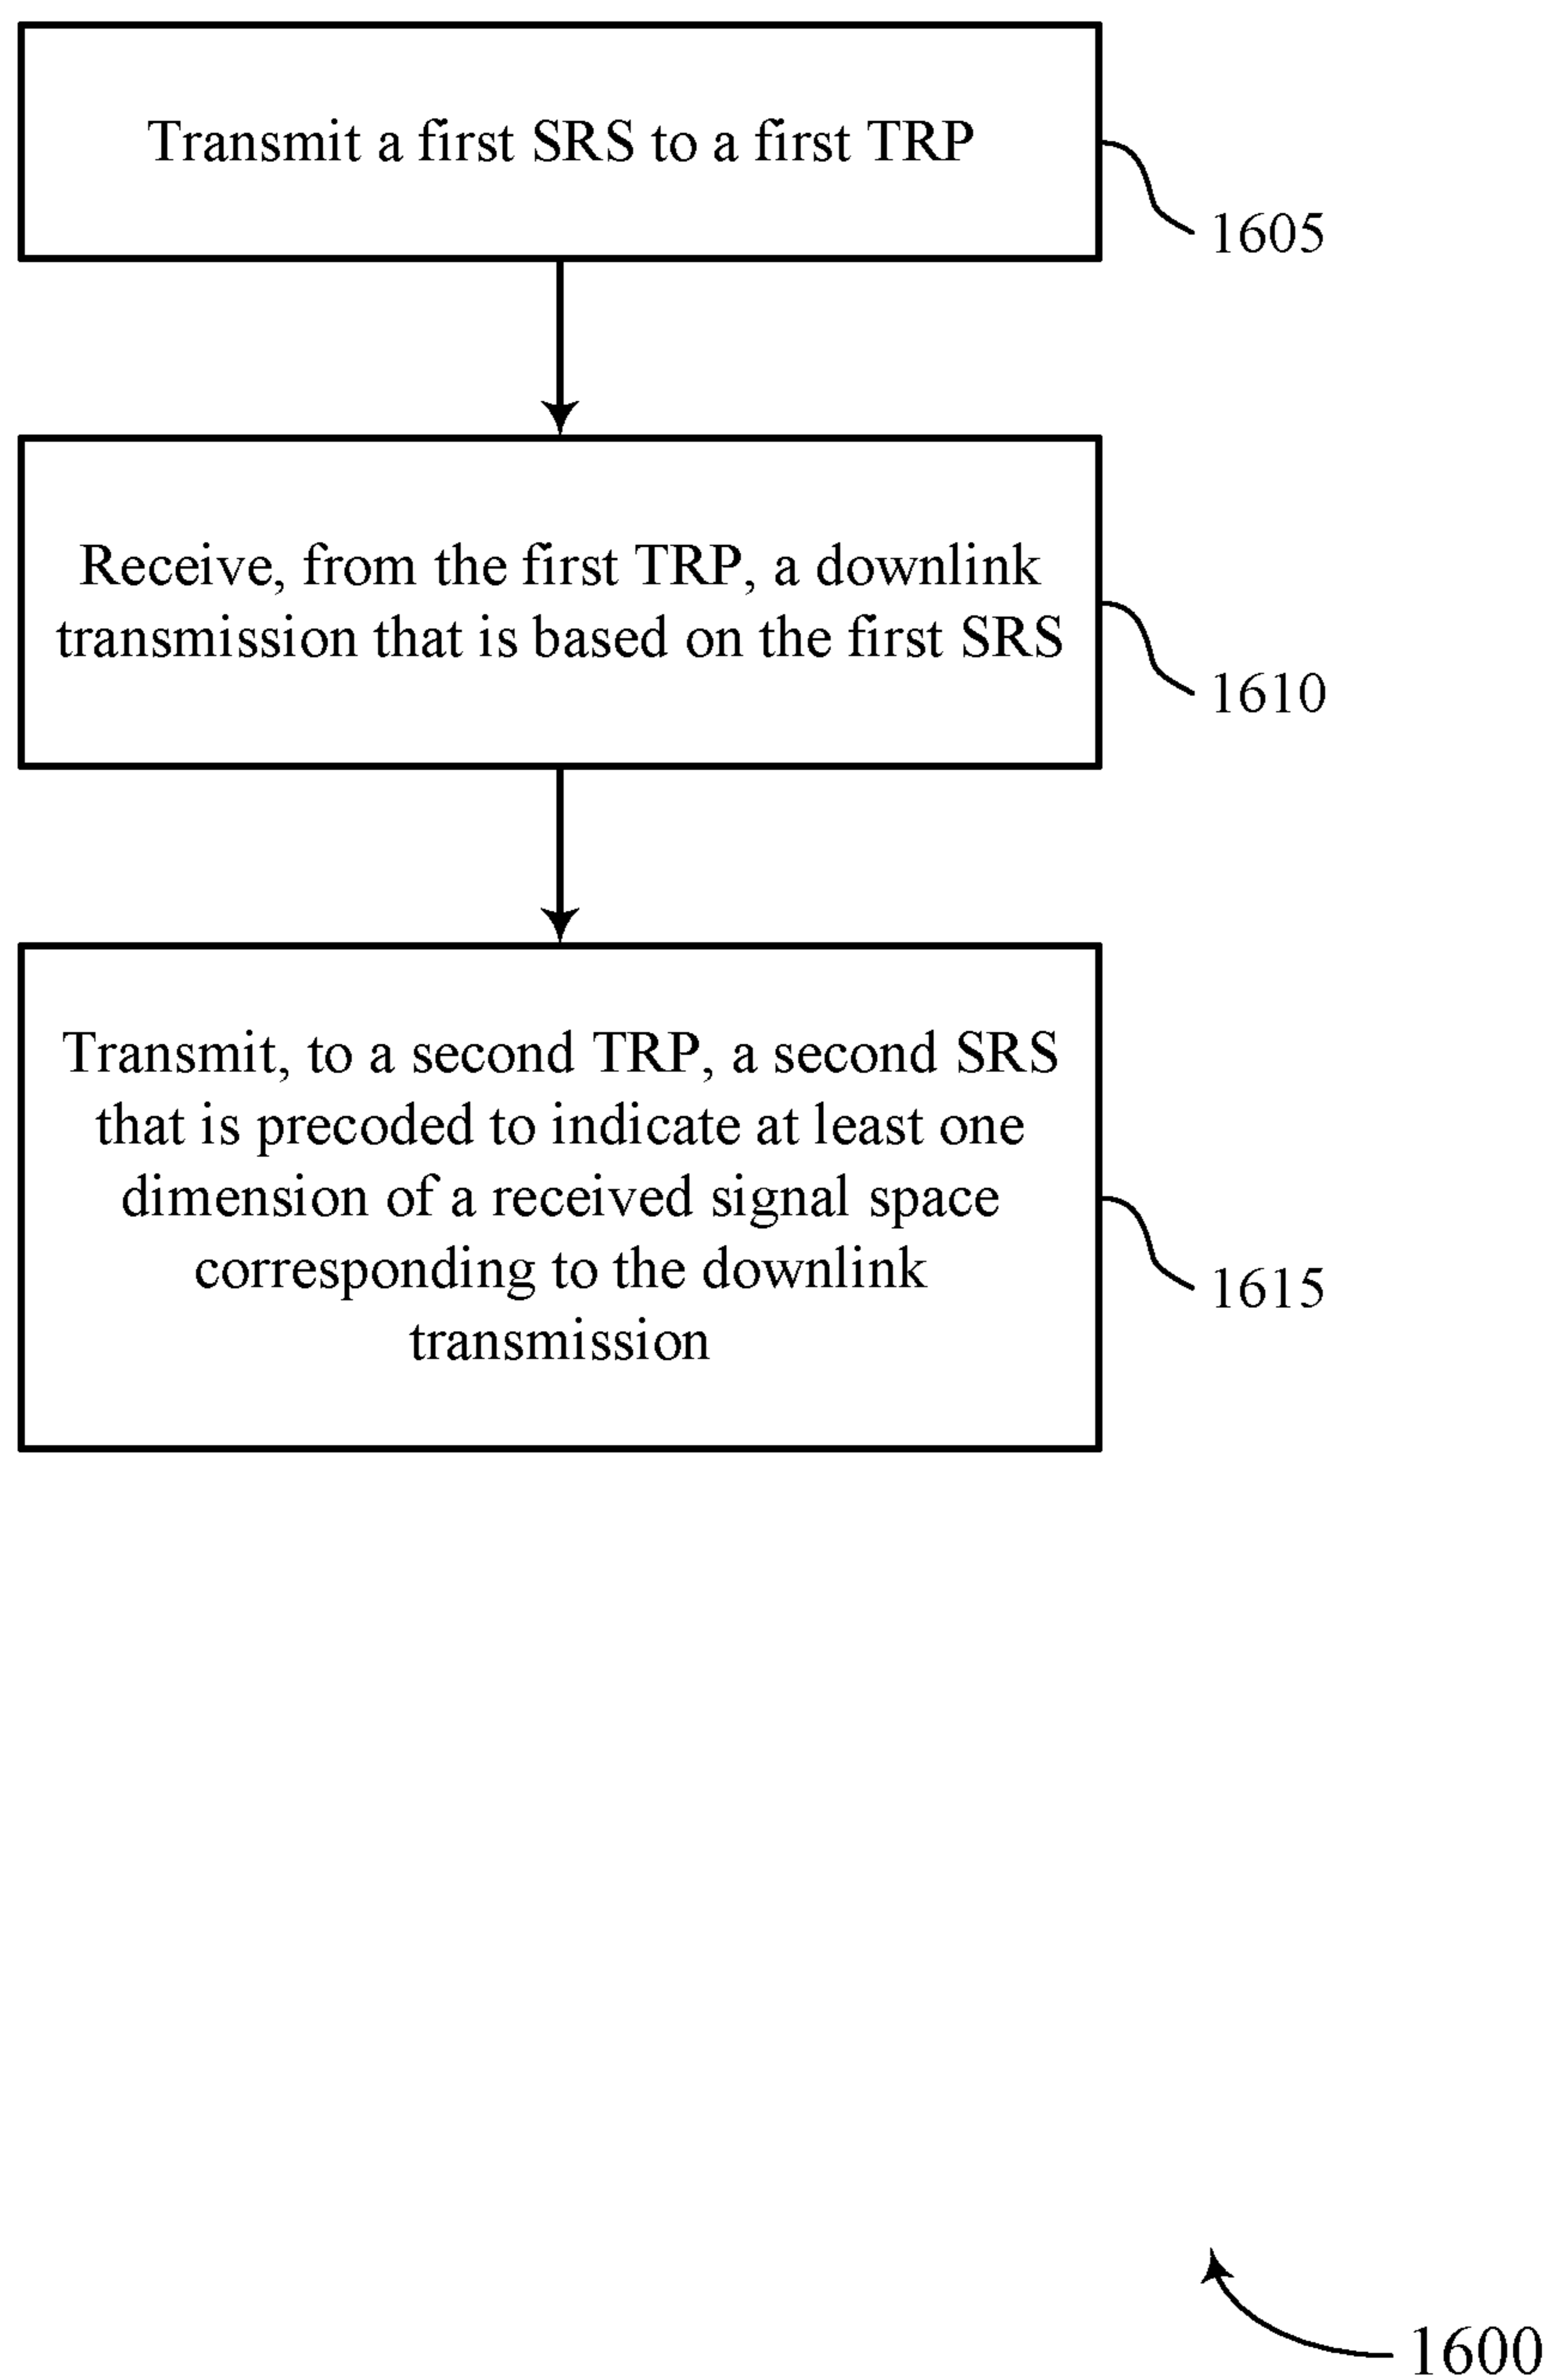 Transmit a first SRS to a first TRP
1605
Receive, from the first TRP, a downlink
transmission that is based on the first SRS
1610
Transmit, to a second TRP, a second SRS
that is precoded to indicate at least one
dimension of a received signal space
corresponding to the downlink
transmission
1615
1600